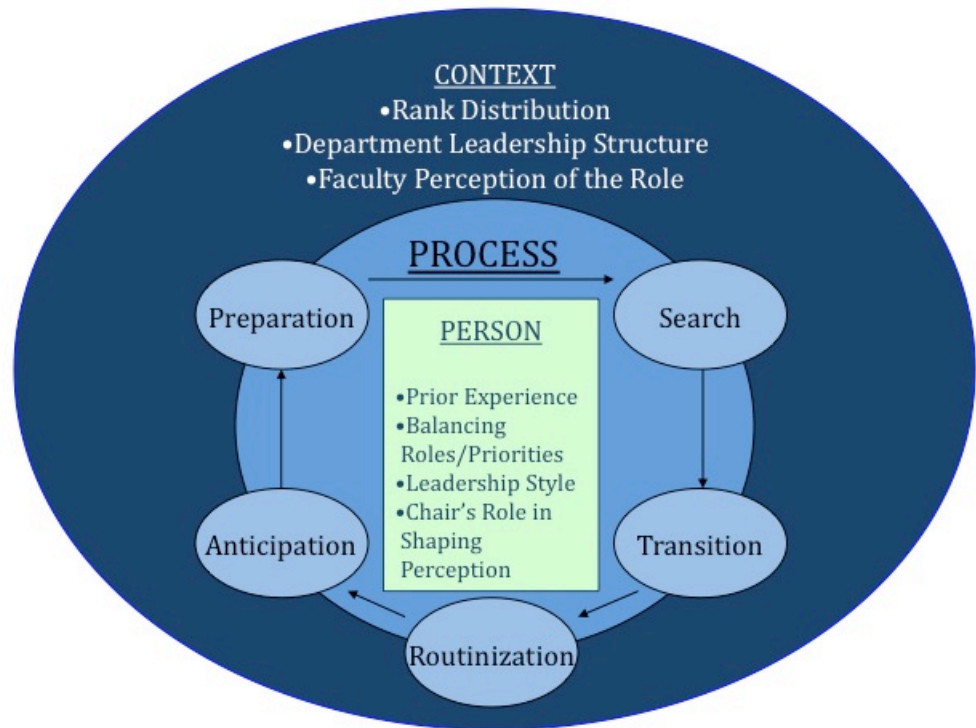 CONTEXT
•Rank Distribution
•Department Leadership Structure
•Faculty Perception of the Role
PROCESS
Preparation
Search
PERSON
•Prior Experience
•Balancing
Roles/Priorities
•Leadership Style
•Chair's Role in
Shaping
Perception
Anticipation
Transition
Routinization